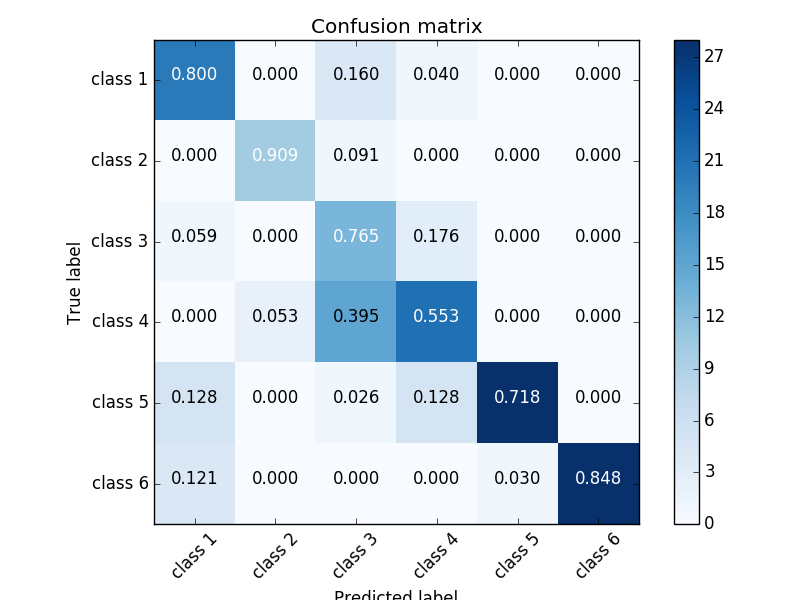 Confusion matrix
class 1 0.800 0.000 0.160 0.040 0.000 0.000
class 2 0.000 0.909 0.091 0.000 0.000 0.000
class 3 0.059 0.000 0.765 0.176 0.000 0.000
class 4 0.000 0.053 0.395 0.553 0.000 0.000
class 5 0.128 0.000 0.026 0.128 0.718 0.000
class 6 0.121 0.000 0.000 0.000 0.030 0.848
class 1 class 2 class 3 class 4 class 5 class 6
Predicted label
True label
27
24
21
18
15
12
9
6
3
0